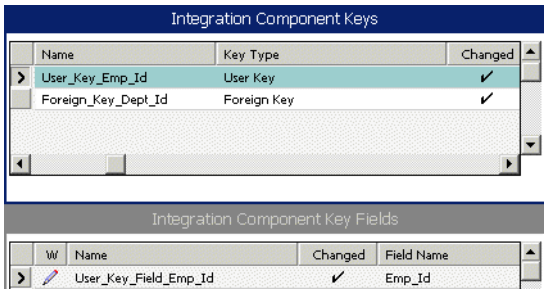 Integration Component Keys
Name Key Type Changed
User_Key_Emp_Id User Key ✓
Foreign_Key_Dept_Id Foreign Key ✓
Integration Component Key Fields
W Name Changed Field Name
User_Key_Field_Emp_Id ✓ Emp_Id